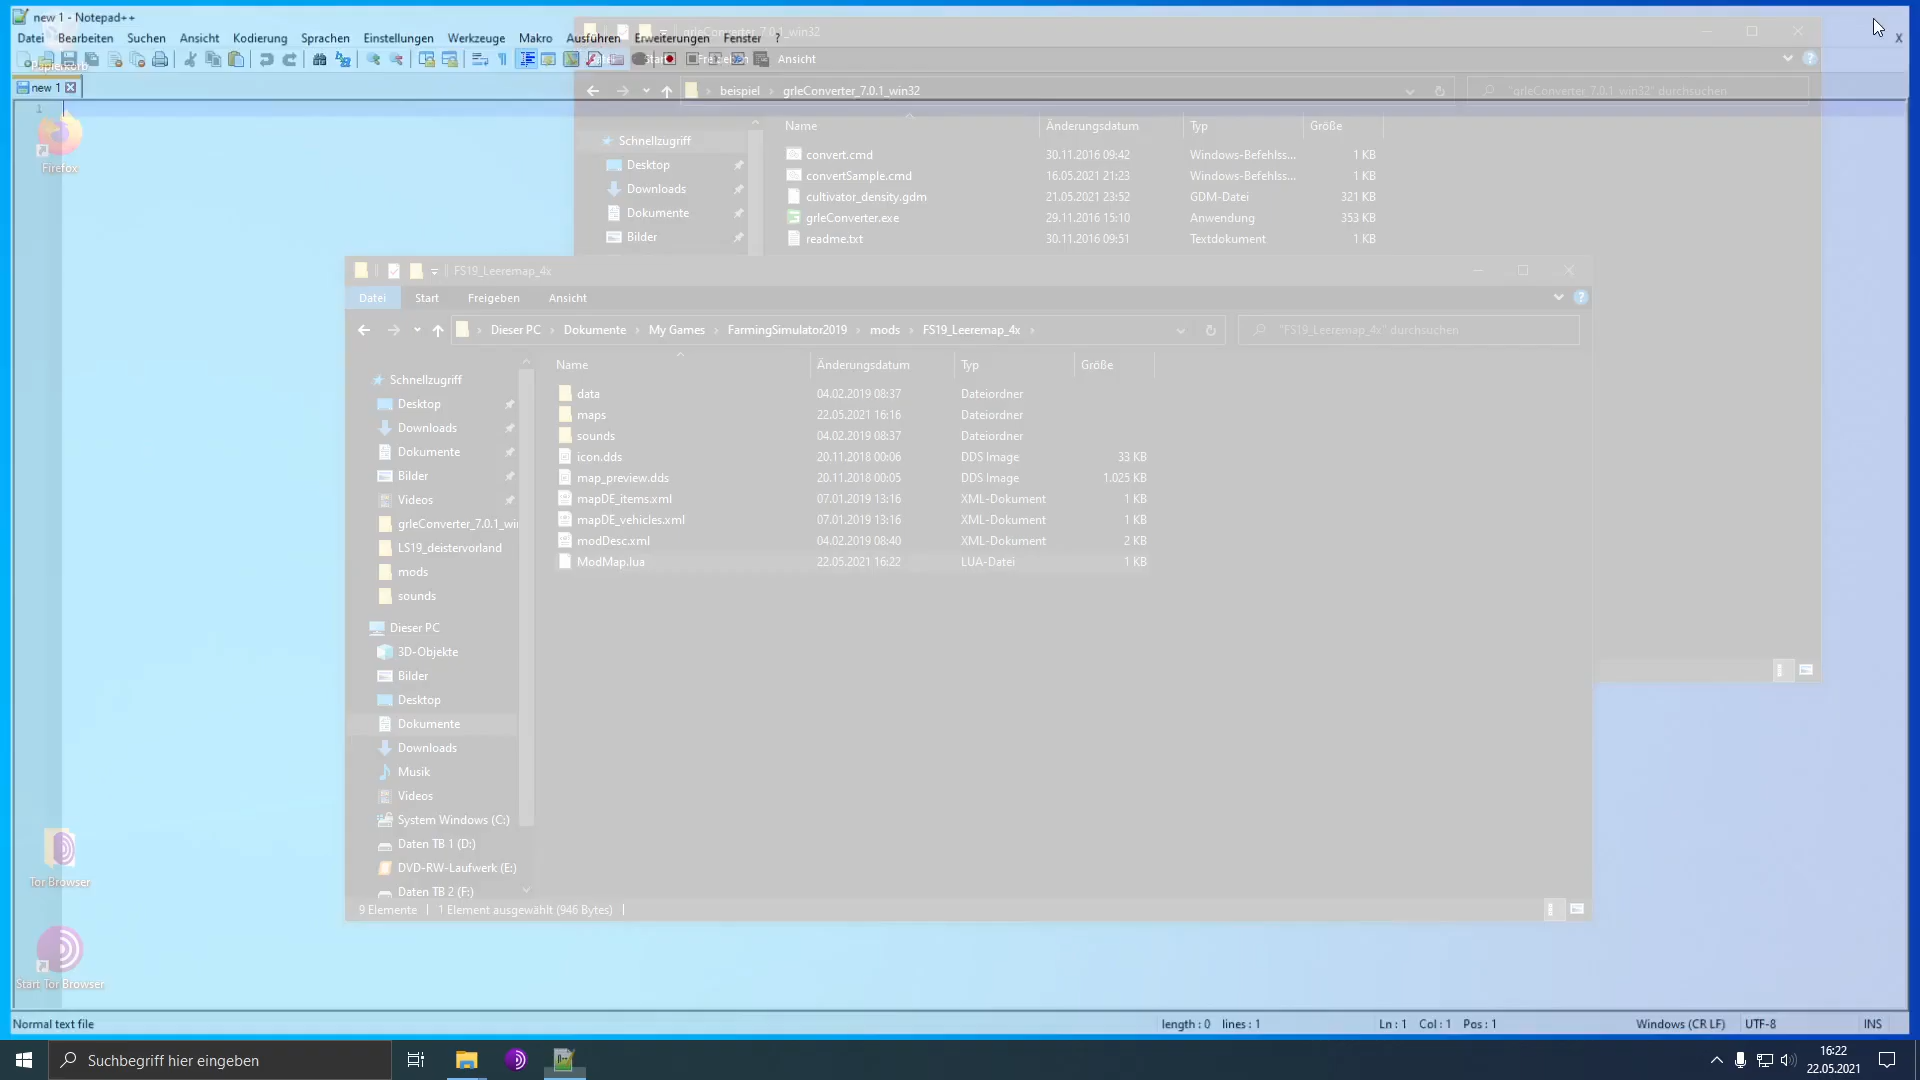 new 1 - Notepad++
Datei Bearbeiten Suchen Ansicht Kodierung Sprachen Einstellungen Werkzeuge Makro Ausführen Erweiterungen Fenster ?
X
new 1
1
Firefox
Tor Browser
Start Tor Browser
grleConverter_7.0.1_win32
Start Freigeben Ansicht
beispiel grleConverter_7.0.1_win32
"grleConverter_7.0.1_win32" durchsuchen
Name Änderungsdatum Typ Größe
Schnellzugriff
Desktop
Downloads
Dokumente
Bilder
convert.cmd 30.11.2016 09:42 Windows-Befehlss... 1 KB
convertSample.cmd 16.05.2021 21:23 Windows-Befehlss... 1 KB
cultivator_density.gdm 21.05.2021 23:52 GDM-Datei 321 KB
grleConverter.exe 29.11.2016 15:10 Anwendung 353 KB
readme.txt 30.11.2016 09:51 Textdokument 1 KB
FS19_Leeremap_4x
Datei Start Freigeben Ansicht
Dieser PC Dokumente My Games FarmingSimulator2019 mods FS19_Leeremap_4x
"FS19_Leeremap_4x" durchsuchen
Name Änderungsdatum Typ Größe
Schnellzugriff
Desktop
Downloads
Dokumente
Bilder
Videos
grleConverter_7.0.1_wi
LS19_deistervorland
mods
sounds
Dieser PC
3D-Objekte
Bilder
Desktop
Dokumente
Downloads
Musik
Videos
System Windows (C:)
Daten TB 1 (D:)
DVD-RW-Laufwerk (E:)
Daten TB 2 (F:)
data 04.02.2019 08:37 Dateiordner
maps 22.05.2021 16:16 Dateiordner
sounds 04.02.2019 08:37 Dateiordner
icon.dds 20.11.2018 00:06 DDS Image 33 KB
map_preview.dds 20.11.2018 00:05 DDS Image 1.025 KB
mapDE_items.xml 07.01.2019 13:16 XML-Dokument 1 KB
mapDE_vehicles.xml 07.01.2019 13:16 XML-Dokument 1 KB
modDesc.xml 04.02.2019 08:40 XML-Dokument 2 KB
ModMap.lua 22.05.2021 16:22 LUA-Datei 1 KB
9 Elemente 1 Element ausgewählt (946 Bytes)
Normal text file length : 0 lines : 1 Ln : 1 Col : 1 Pos : 1 Windows (CR LF) UTF-8 INS
Suchbegriff hier eingeben
16:22
22.05.2021